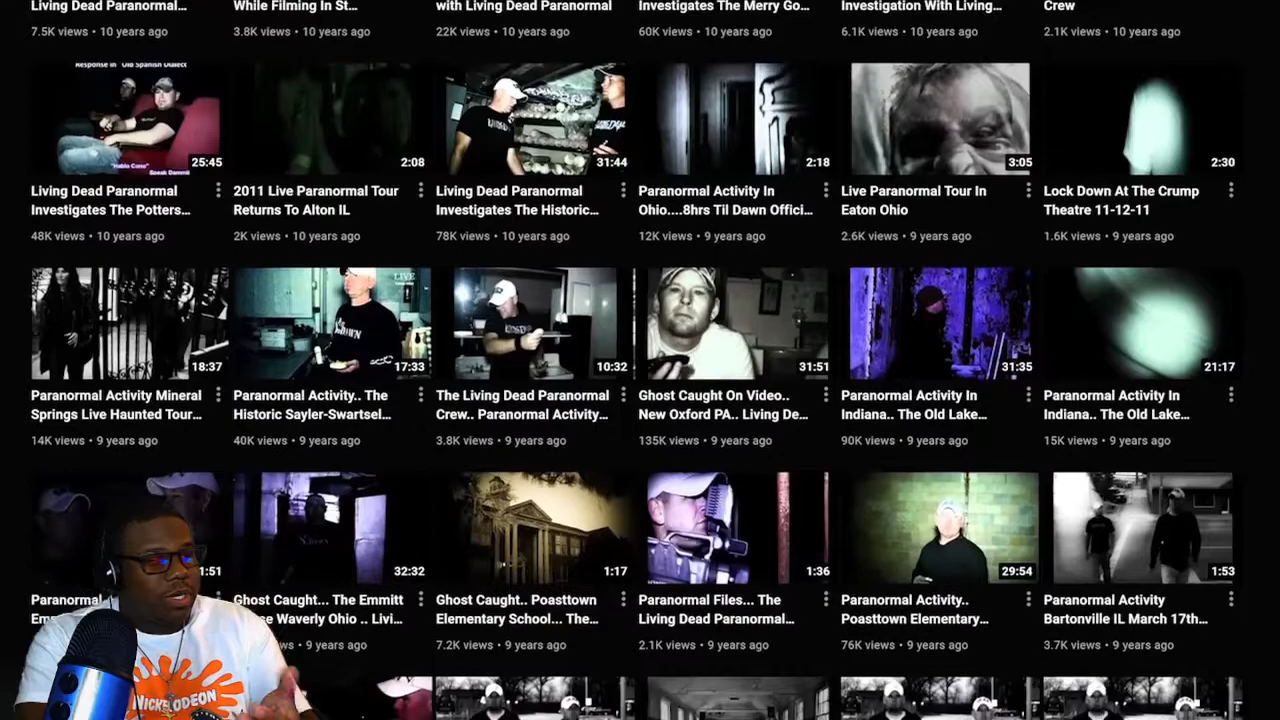 Living Dead Paranormal...
While Filming In St...
with Living Dead Paranormal
Investigates The Merry Go...
Investigation With Living...
Crew
7.5K views • 10 years ago
3.8K views • 10 years ago
22K views • 10 years ago
60K views • 10 years ago
6.1K views • 10 years ago
2.1K views • 10 years ago
Response in "Old Spanish Dialect
"Hablo Como"
Speak Dammit
25:45
2:08
31:44
2:18
3:05
2:30
Living Dead Paranormal
Investigates The Potters...
48K views • 10 years ago
2011 Live Paranormal Tour
Returns To Alton IL
2K views • 10 years ago
Living Dead Paranormal
Investigates The Historic...
78K views • 10 years ago
Paranormal Activity In
Ohio....8hrs Til Dawn Offici...
12K views • 9 years ago
Live Paranormal Tour In
Eaton Ohio
2.6K views • 9 years ago
Lock Down At The Crump
Theatre 11-12-11
1.6K views • 9 years ago
LIVE
18:37
17:33
10:32
31:51
31:35
21:17
Paranormal Activity Mineral
Springs Live Haunted Tour...
14K views • 9 years ago
Paranormal Activity.. The
Historic Sayler-Swartsel...
40K views • 9 years ago
The Living Dead Paranormal
Crew.. Paranormal Activity...
3.8K views • 9 years ago
Ghost Caught On Video..
New Oxford PA.. Living De...
135K views • 9 years ago
Paranormal Activity In
Indiana.. The Old Lake...
90K views • 9 years ago
Paranormal Activity In
Indiana.. The Old Lake...
15K views • 9 years ago
1:51
32:32
1:17
1:36
29:54
1:53
Paranormal
Ghost Caught... The Emmitt
Waverly Ohio .. Livi...
9 years ago
Ghost Caught.. Poasttown
Elementary School... The...
7.2K views • 9 years ago
Paranormal Files... The
Living Dead Paranormal...
2.1K views • 9 years ago
Paranormal Activity..
Poasttown Elementary...
76K views • 9 years ago
Paranormal Activity
Bartonville IL March 17th...
3.7K views • 9 years ago
NICKELODEON